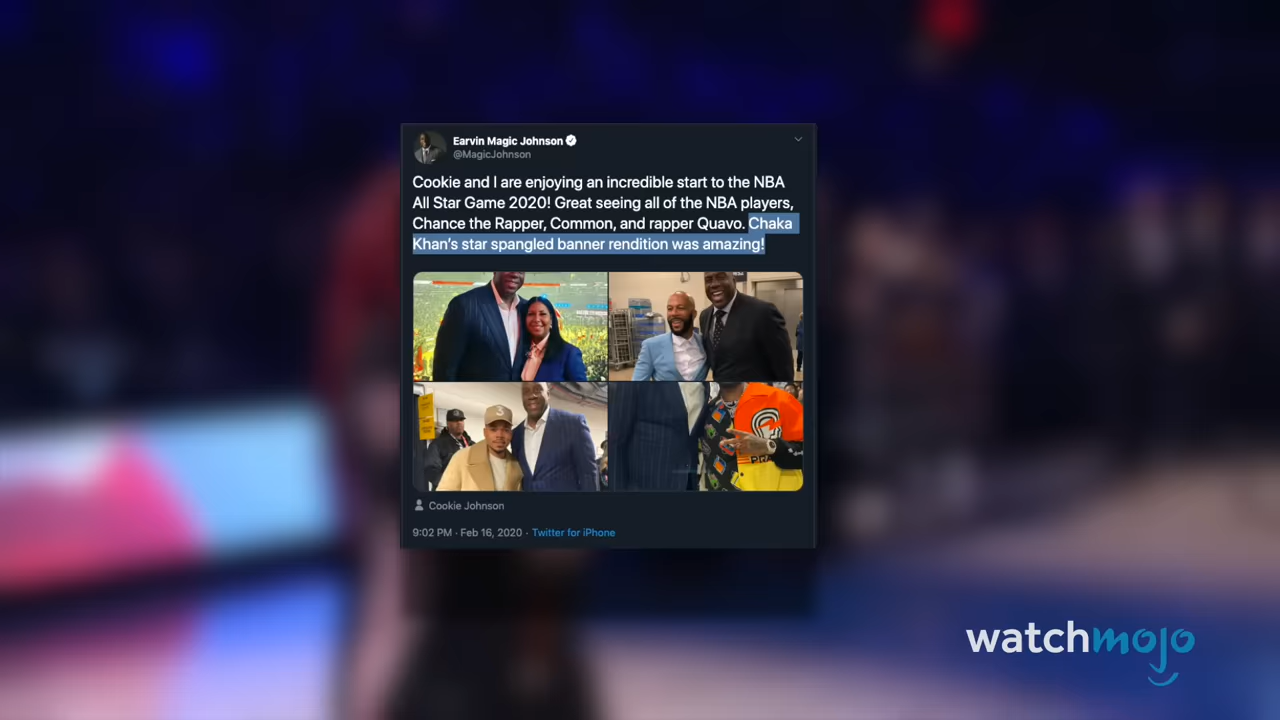 Earvin Magic Johnson
@MagicJohnson
Cookie and I are enjoying an incredible start to the NBA
All Star Game 2020! Great seeing all of the NBA players,
Chance the Rapper, Common, and rapper Quavo. Chaka
Khan's star spangled banner rendition was amazing!
3
Cookie Johnson
9:02 PM · Feb 16, 2020 · Twitter for iPhone
watchmojo